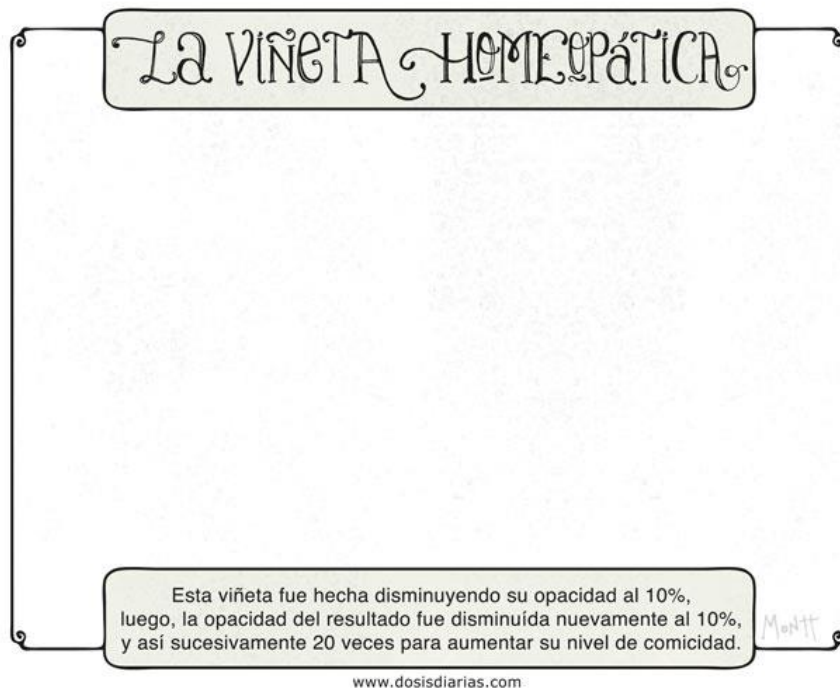 La Viñeta Homeopática
Esta viñeta fue hecha disminuyendo su opacidad al 10%,
luego, la opacidad del resultado fue disminuída nuevamente al 10%,
y así sucesivamente 20 veces para aumentar su nivel de comicidad.
Montt
www.dosisdiarias.com